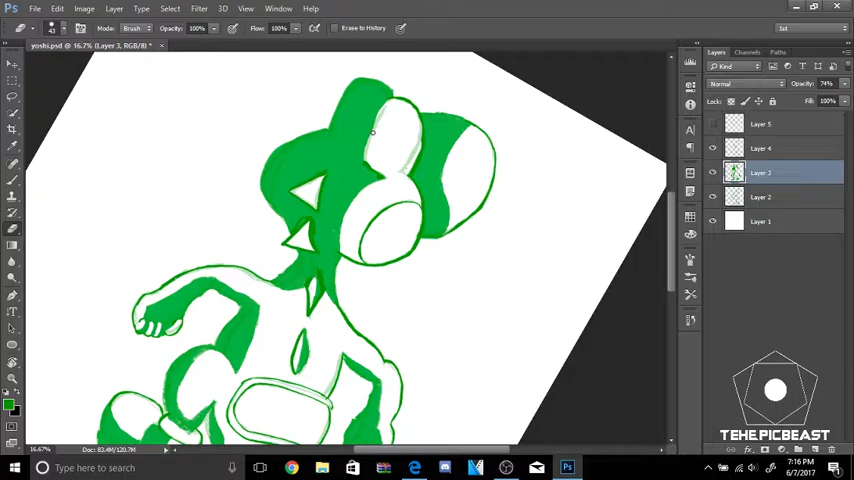 Ps File Edit Image Layer Type Select Filter 3D View Window Help
43 Mode: Brush Opacity: 100% Flow: 100% Erase to History 1st
yoshi.psd @ 16.7% (Layer 3, RGB/8) * ×
Layers Channels Paths
Kind
Normal Opacity: 74%
Lock: Fill: 100%
Layer 5
Layer 4
Layer 3
Layer 2
Layer 1
TEHEPICBEAST
16.67% Doc: 83.4M/120.7M
Type here to search
7:16 PM
6/7/2017